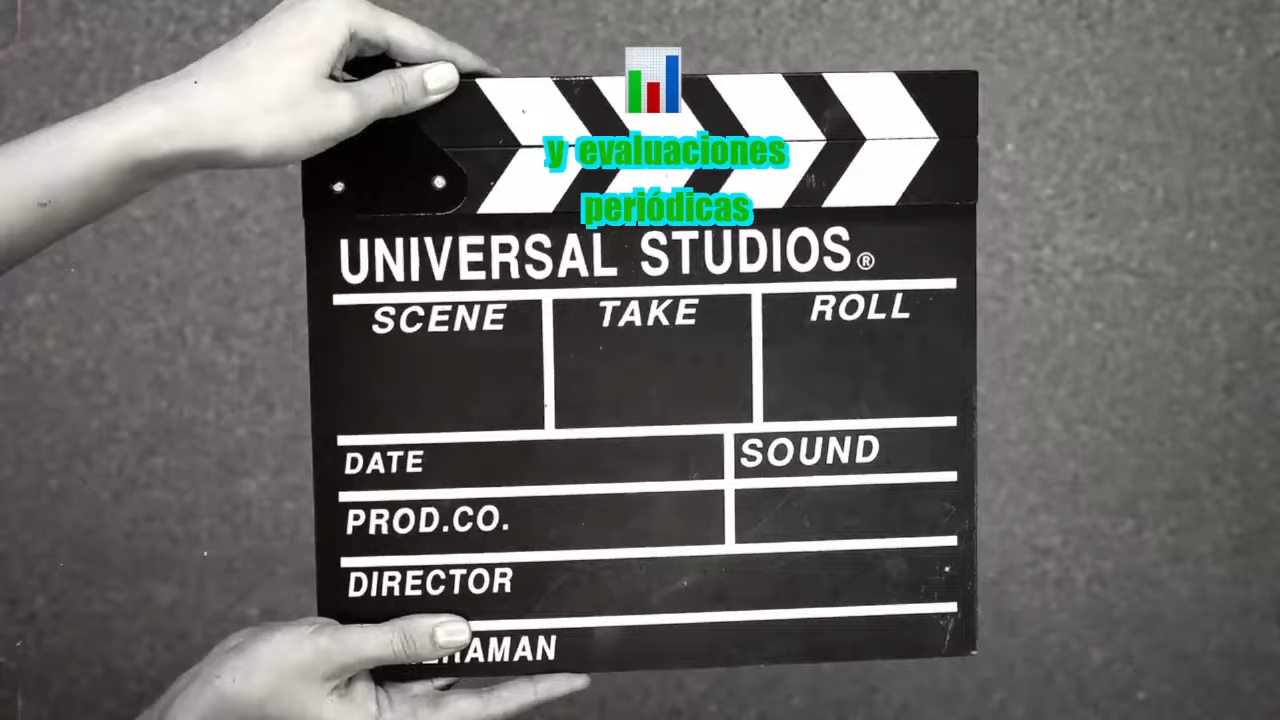 y evaluaciones
periódicas
UNIVERSAL STUDIOS®
SCENE TAKE ROLL
DATE SOUND
PROD.CO.
DIRECTOR